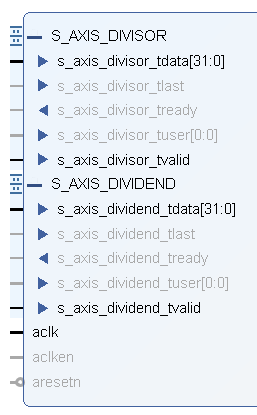 S_AXIS_DIVISOR
s_axis_divisor_tdata[31:0]
s_axis_divisor_tlast
s_axis_divisor_tready
s_axis_divisor_tuser[0:0]
s_axis_divisor_tvalid
S_AXIS_DIVIDEND
s_axis_dividend_tdata[31:0]
s_axis_dividend_tlast
s_axis_dividend_tready
s_axis_dividend_tuser[0:0]
s_axis_dividend_tvalid
aclk
aclken
aresetn